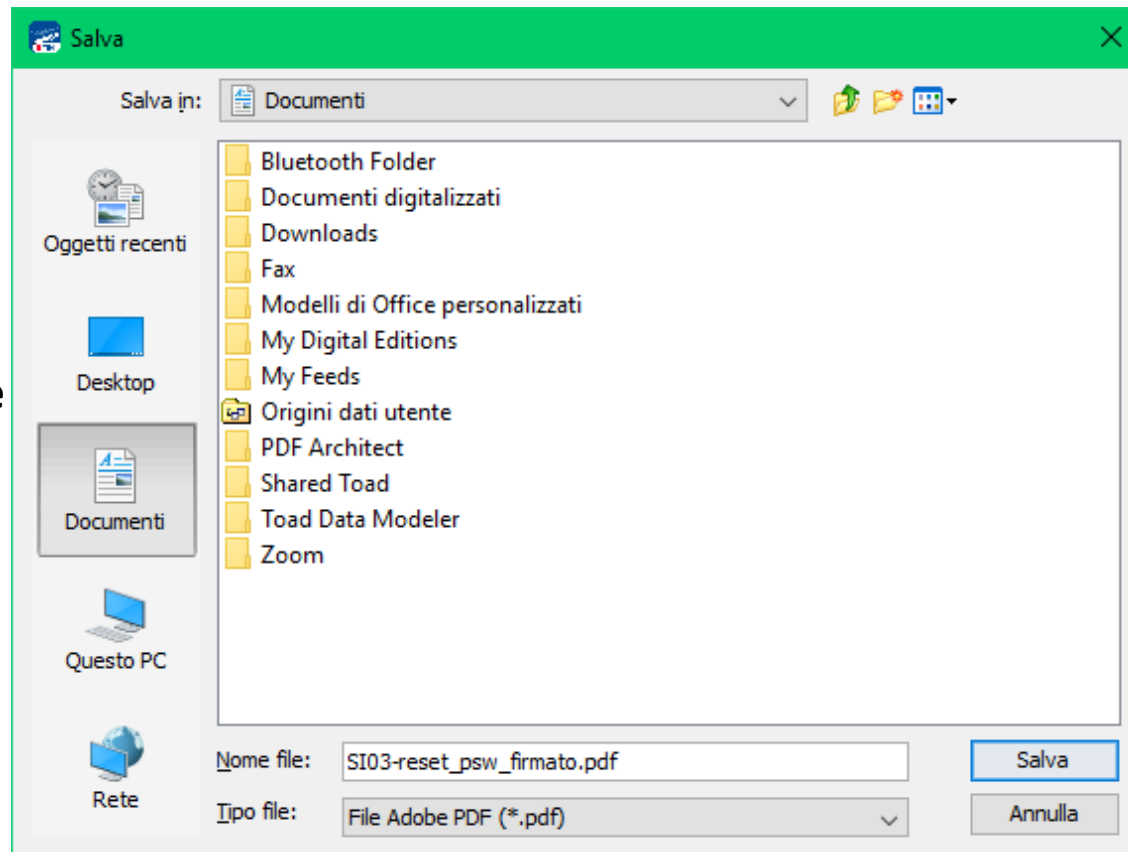 Salva
Salva in:
Documenti
Oggetti recenti
Desktop
Documenti
Questo PC
Rete
Bluetooth Folder
Documenti digitalizzati
Downloads
Fax
Modelli di Office personalizzati
My Digital Editions
My Feeds
Origini dati utente
PDF Architect
Shared Toad
Toad Data Modeler
Zoom
Nome file:
SI03-reset_psw_firmato.pdf
Salva
Tipo file:
File Adobe PDF (*.pdf)
Annulla
e